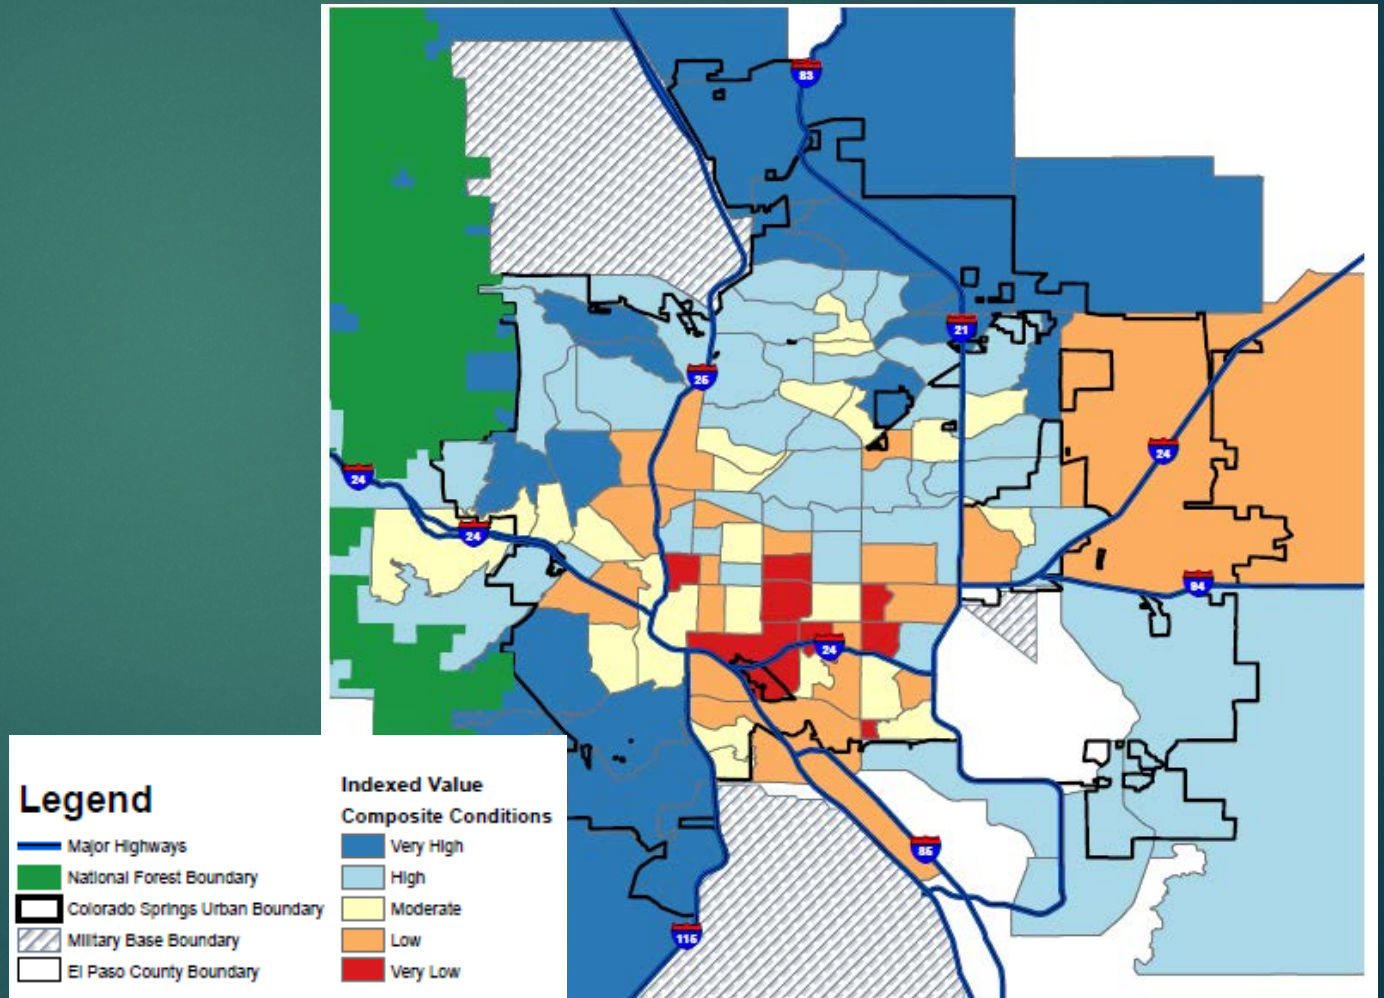 83
21
25
24
24
24
94
24
85
115
Legend
Major Highways
National Forest Boundary
Colorado Springs Urban Boundary
Military Base Boundary
El Paso County Boundary
Indexed Value
Composite Conditions
Very High
High
Moderate
Low
Very Low